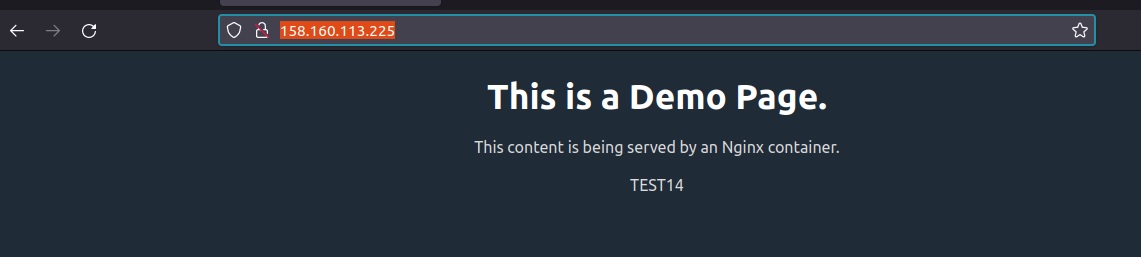 158.160.113.225
This is a Demo Page.
This content is being served by an Nginx container.
TEST14